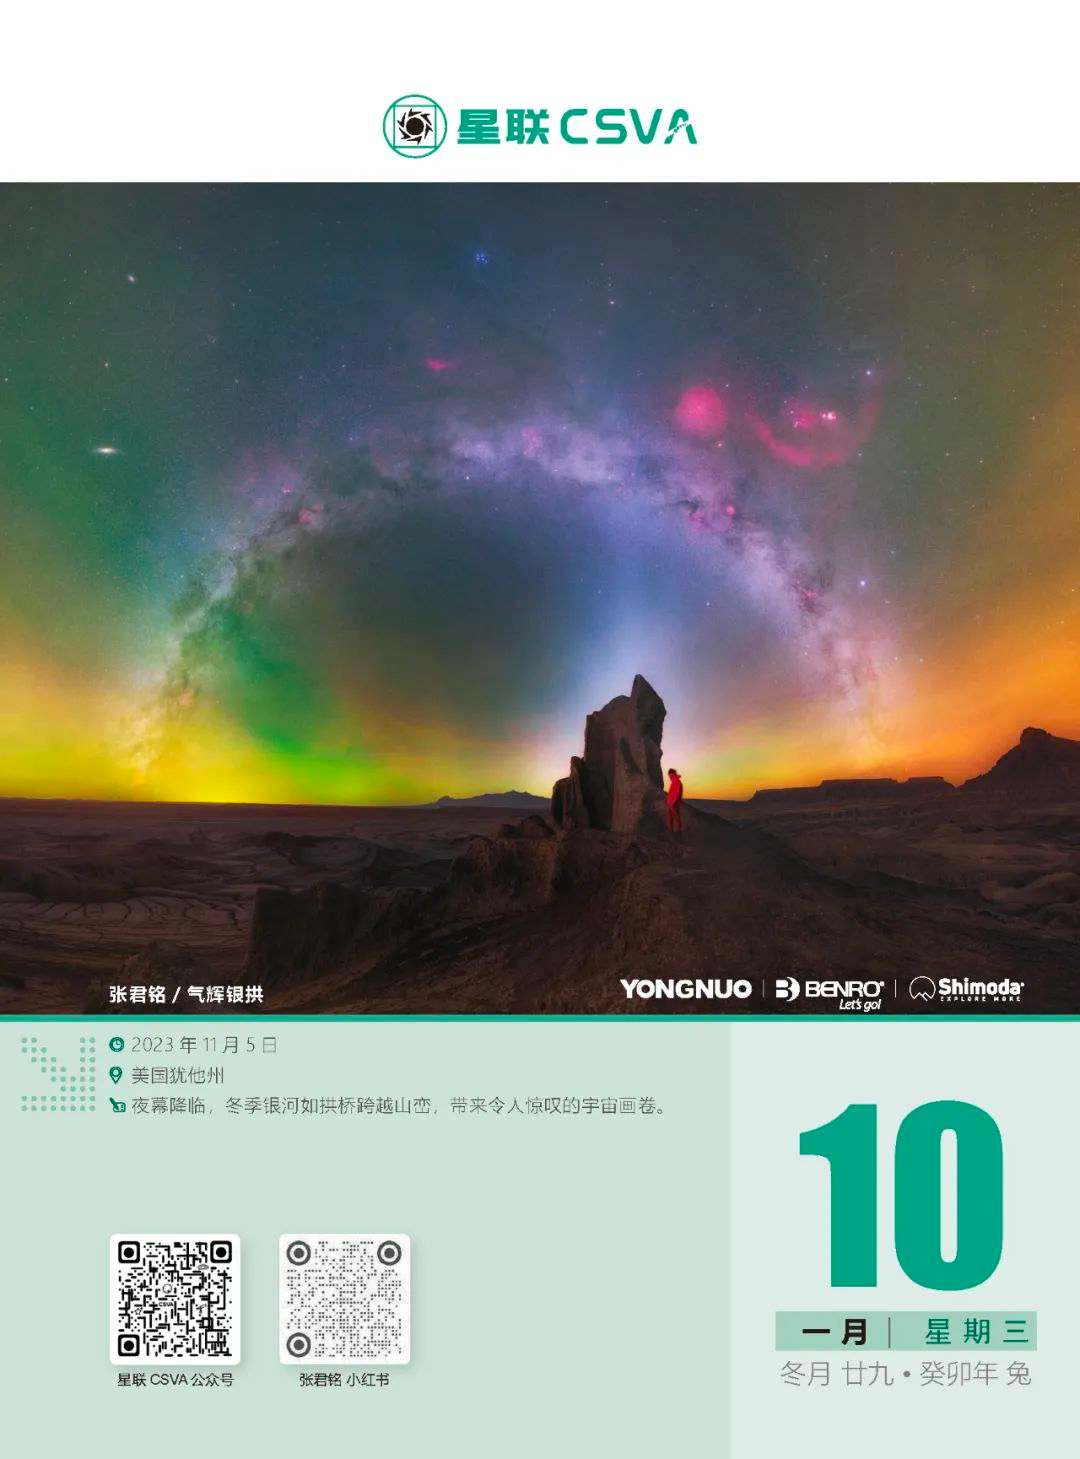 星联CSVA
张君铭 / 气辉银拱
YONGNUO | BENRO Let's go! | Shimoda EXPLORE MORE
2023 年 11 月 5 日
美国犹他州
夜幕降临，冬季银河如拱桥跨越山峦，带来令人惊叹的宇宙画卷。
10
一月 | 星期三
冬月 廿九 • 癸卯年 兔
CSVA
星联 CSVA 公众号
张君铭 小红书